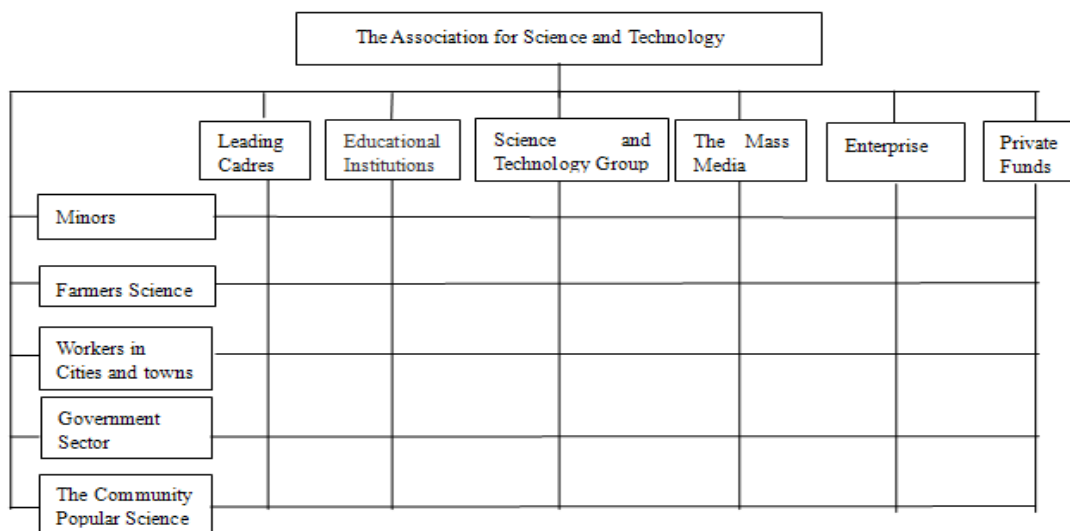 The Association for Science and Technology
Leading
Cadres
Educational
Institutions
Science and
Technology Group
The Mass
Media
Enterprise
Private
Funds
Minors
Farmers Science
Workers in
Cities and towns
Government
Sector
The Community
Popular Science